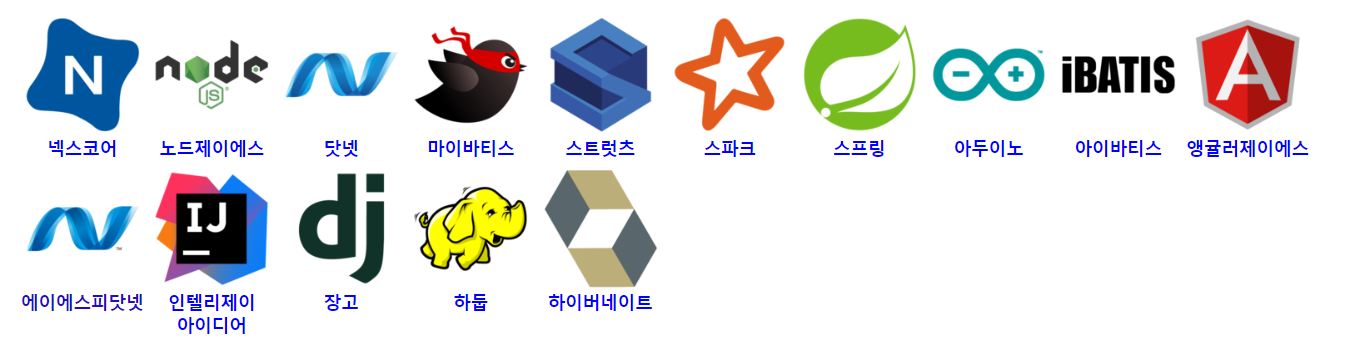 N
node
JS
iBATIS
A
넥스코어
노드제이에스
닷넷
마이바티스
스트럿츠
스파크
스프링
아두이노
아이바티스
앵귤러제이에스
IJ
dj
에이에스피닷넷
인텔리제이
아이디어
장고
하둡
하이버네이트